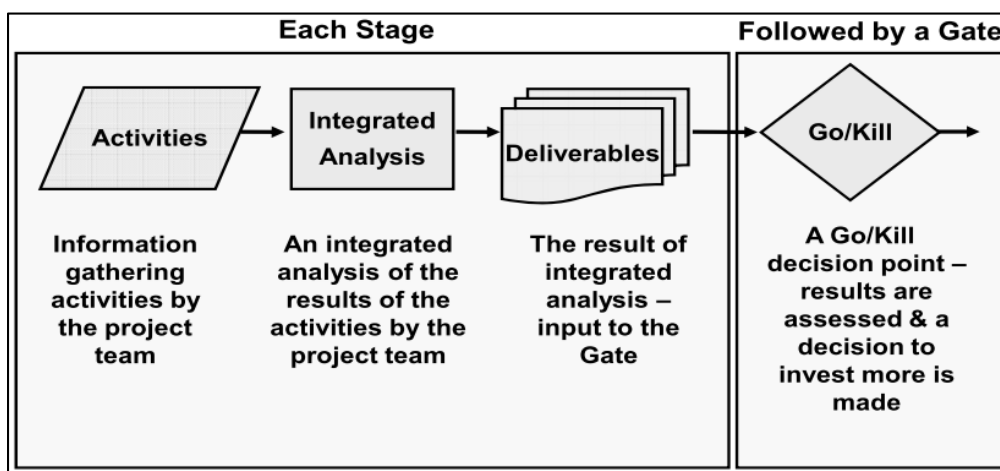 Each Stage
Followed by a Gate
Activities
Integrated
Analysis
Deliverables
Go/Kill
Information
gathering
activities by
the project
team
An integrated
analysis of the
results of the
activities by the
project team
The result of
integrated
analysis –
input to the
Gate
A Go/Kill
decision point –
results are
assessed & a
decision to
invest more is
made